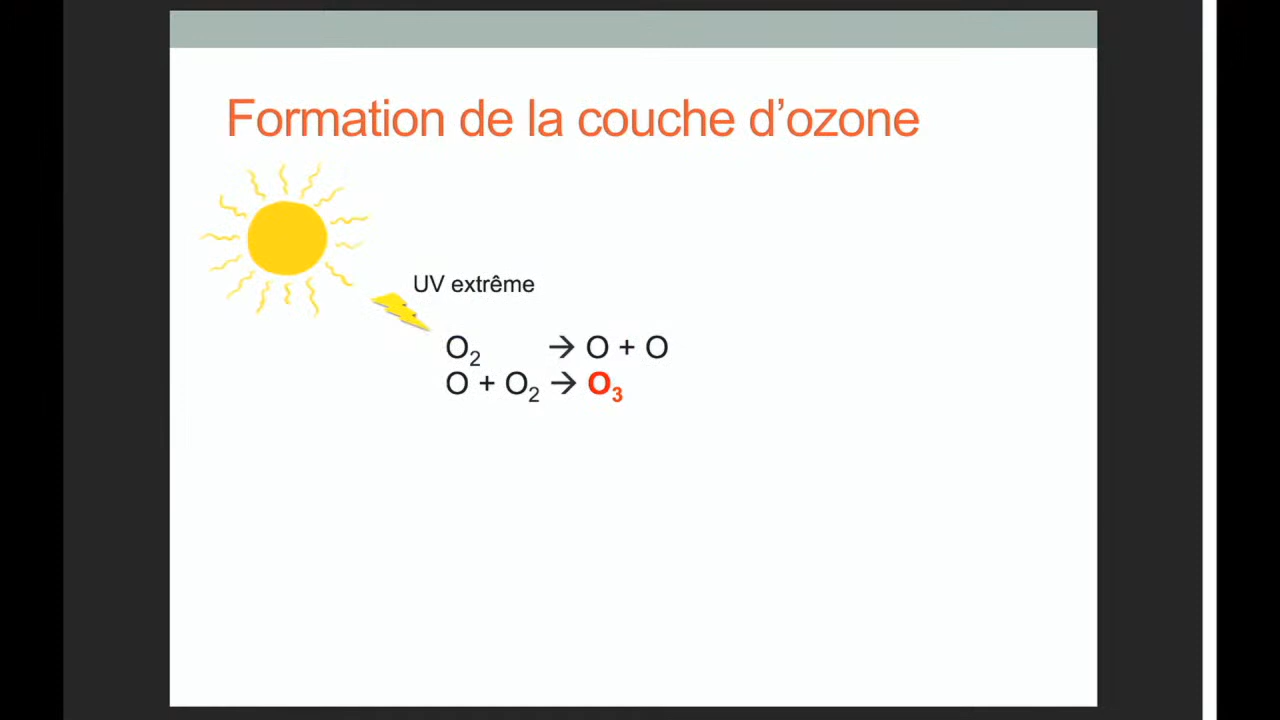 Formation de la couche d’ozone
UV extrême
O₂ → O + O
O + O₂ → O₃